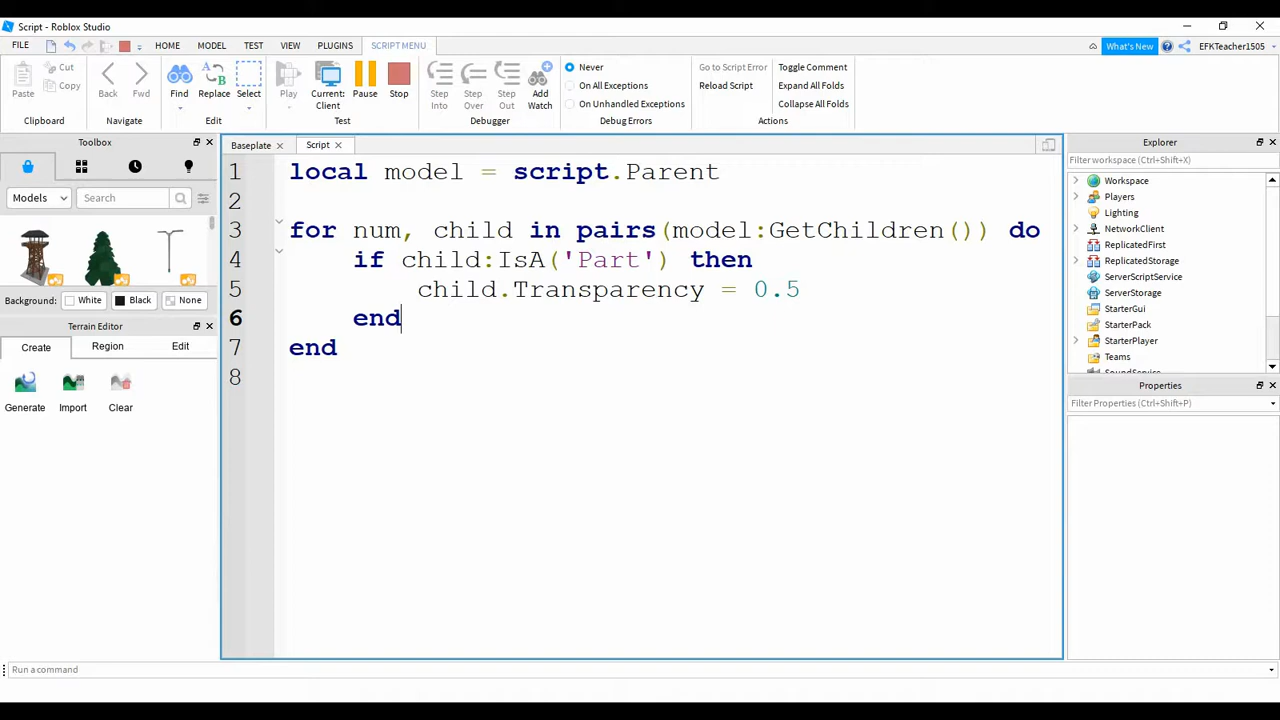 Script - Roblox Studio
FILE HOME MODEL TEST VIEW PLUGINS SCRIPT MENU What's New EFKTeacher1505
Paste Cut Copy Back Fwd Find Replace Select Play Current: Client Pause Stop Step Into Step Over Step Out Add Watch Never On All Exceptions On Unhandled Exceptions Go to Script Error Reload Script Toggle Comment Expand All Folds Collapse All Folds
Clipboard Navigate Edit Test Debugger Debug Errors Actions
Toolbox
Models Search
Background: White Black None
Terrain Editor
Create Region Edit
Generate Import Clear
Baseplate Script
1 local model = script.Parent
2
3 for num, child in pairs(model:GetChildren()) do
4 if child:IsA('Part') then
5 child.Transparency = 0.5
6 end
7 end
8
Explorer
Filter workspace (Ctrl+Shift+X)
Workspace
Players
Lighting
NetworkClient
ReplicatedFirst
ReplicatedStorage
ServerScriptService
ServerStorage
StarterGui
StarterPack
StarterPlayer
Teams
SoundService
Properties
Filter Properties (Ctrl+Shift+P)
Run a command